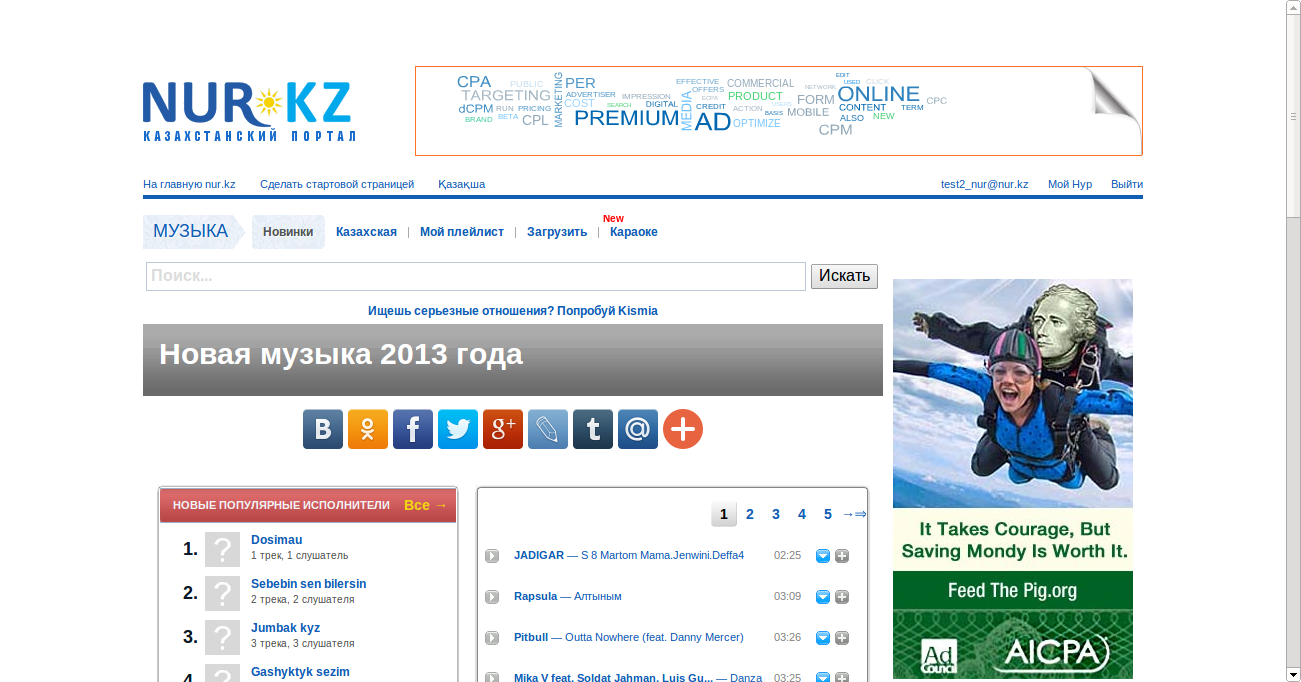 NUR KZ
КАЗАХСТАНСКИЙ ПОРТАЛ
CPA PUBLIC MARKETING PER EFFECTIVE COMMERCIAL EDIT USED CLICK
TARGETING ADVERTISER IMPRESSION OFFERS NETWORK ONLINE
COST SEARCH DIGITAL MEDIA ECPA PRODUCT USERS FORM CPC
dCPM RUN PRICING PREMIUM CREDIT ACTION BASIS MOBILE CONTENT TERM
BRAND BETA CPL AD OPTIMIZE ALSO NEW
CPM
На главную nur.kz Сделать стартовой страницей Қазақша test2_nur@nur.kz Мой Нур Выйти
New
МУЗЫКА Новинки Казахская Мой плейлист Загрузить Караоке
Поиск... Искать
Ищешь серьезные отношения? Попробуй Kismia
Новая музыка 2013 года
НОВЫЕ ПОПУЛЯРНЫЕ ИСПОЛНИТЕЛИ Все →
1. Dosimau
1 трек, 1 слушатель
2. Sebebin sen bilersin
2 трека, 2 слушателя
3. Jumbak kyz
3 трека, 3 слушателя
4. Gashyktyk sezim
1 2 3 4 5 →⇒
JADIGAR — S 8 Martom Mama.Jenwini.Deffa4 02:25
Rapsula — Алтыным 03:09
Pitbull — Outta Nowhere (feat. Danny Mercer) 03:26
Mika V feat. Soldat Jahman, Luis Gu... — Danza 03:25
It Takes Courage, But
Saving Mondy Is Worth It.
Feed The Pig.org
Ad Council AICPA